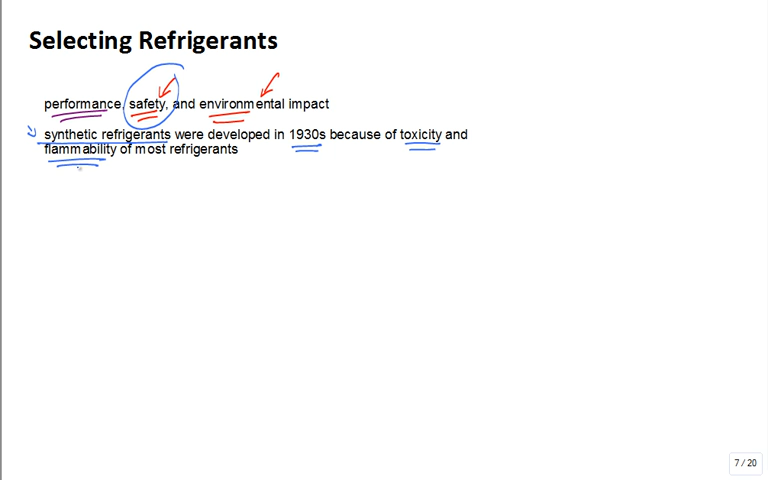 Selecting Refrigerants
performance, safety, and environmental impact
synthetic refrigerants were developed in 1930s because of toxicity and
flammability of most refrigerants
7 / 20